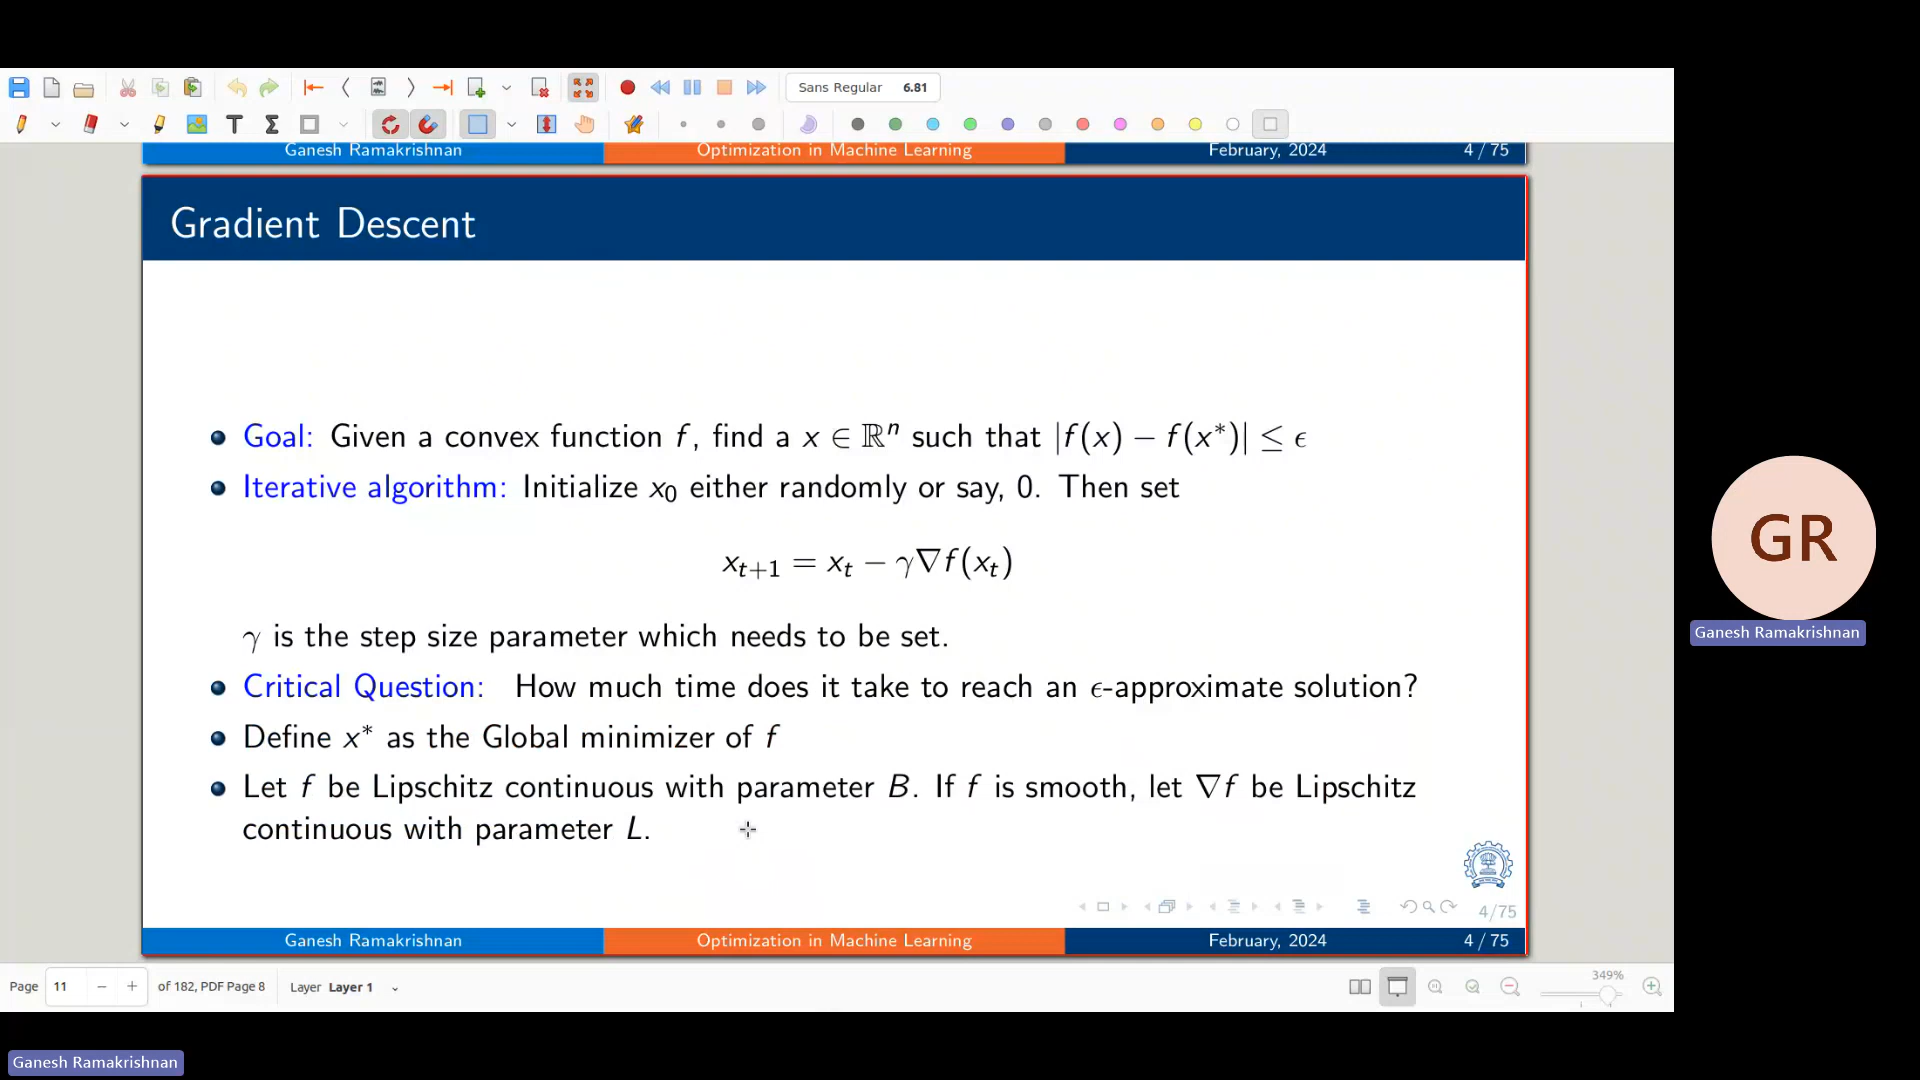 Sans Regular 6.81
Ganesh Ramakrishnan Optimization in Machine Learning February, 2024 4 / 75
Gradient Descent
Goal: Given a convex function f, find a x ∈ ℝⁿ such that |f(x) − f(x*)| ≤ ϵ
Iterative algorithm: Initialize x₀ either randomly or say, 0. Then set
xₜ₊₁ = xₜ − γ∇f(xₜ)
γ is the step size parameter which needs to be set.
Critical Question: How much time does it take to reach an ϵ-approximate solution?
Define x* as the Global minimizer of f
Let f be Lipschitz continuous with parameter B. If f is smooth, let ∇f be Lipschitz
continuous with parameter L.
4/75
Ganesh Ramakrishnan Optimization in Machine Learning February, 2024 4 / 75
Page 11 − + of 182, PDF Page 8 Layer Layer 1 349%
GR
Ganesh Ramakrishnan
Ganesh Ramakrishnan